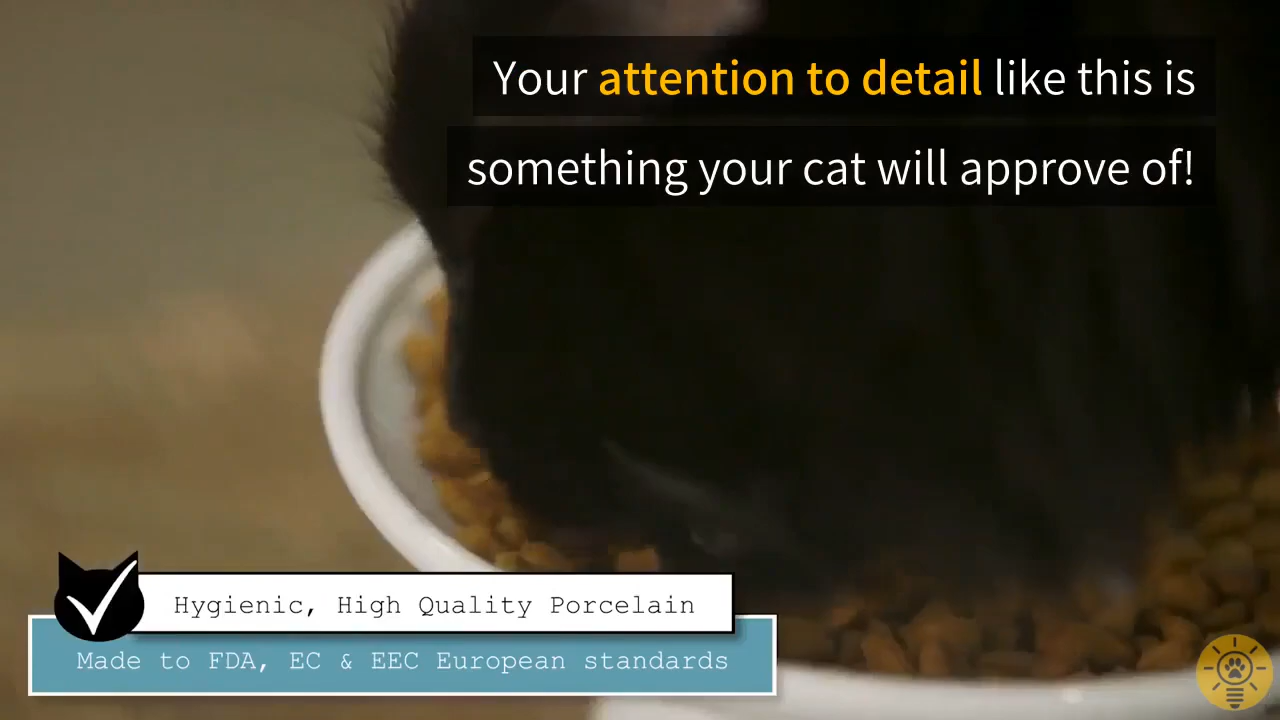 Your attention to detail like this is
something your cat will approve of!
Hygienic, High Quality Porcelain
Made to FDA, EC & EEC European standards